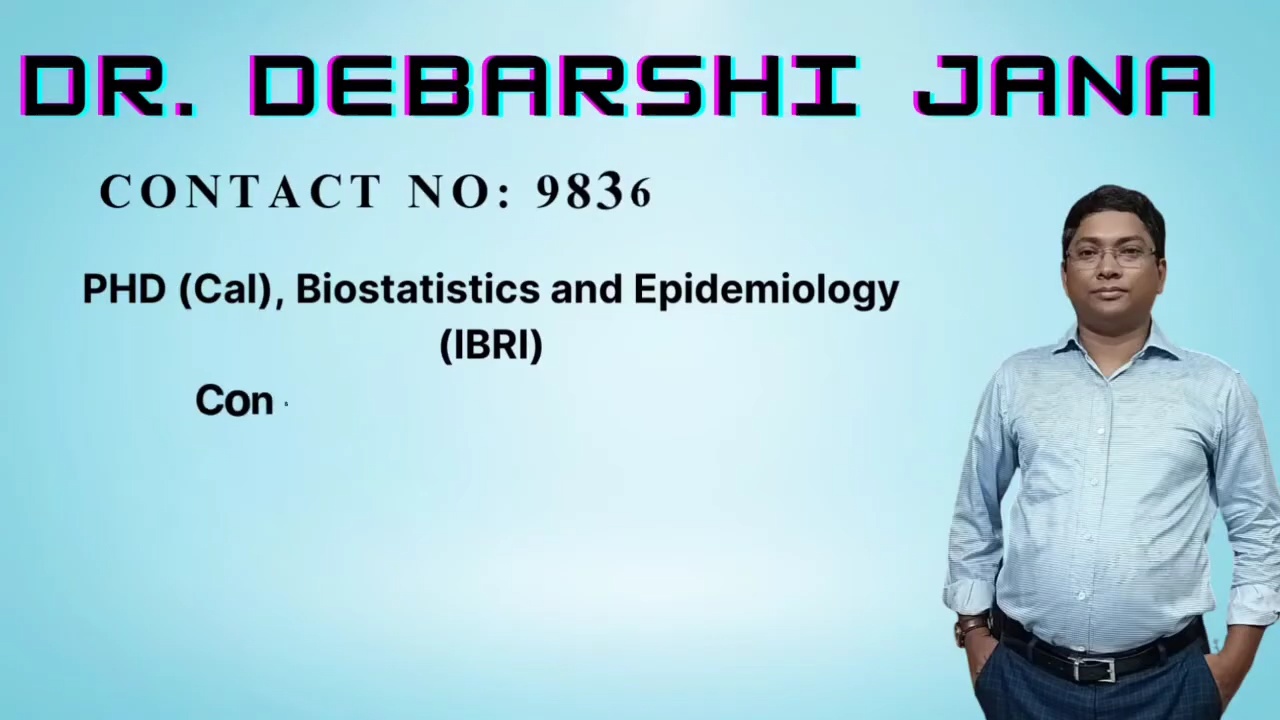 DR. DEBARSHI JANA
CONTACT NO: 9836
PHD (Cal), Biostatistics and Epidemiology
(IBRI)
Con